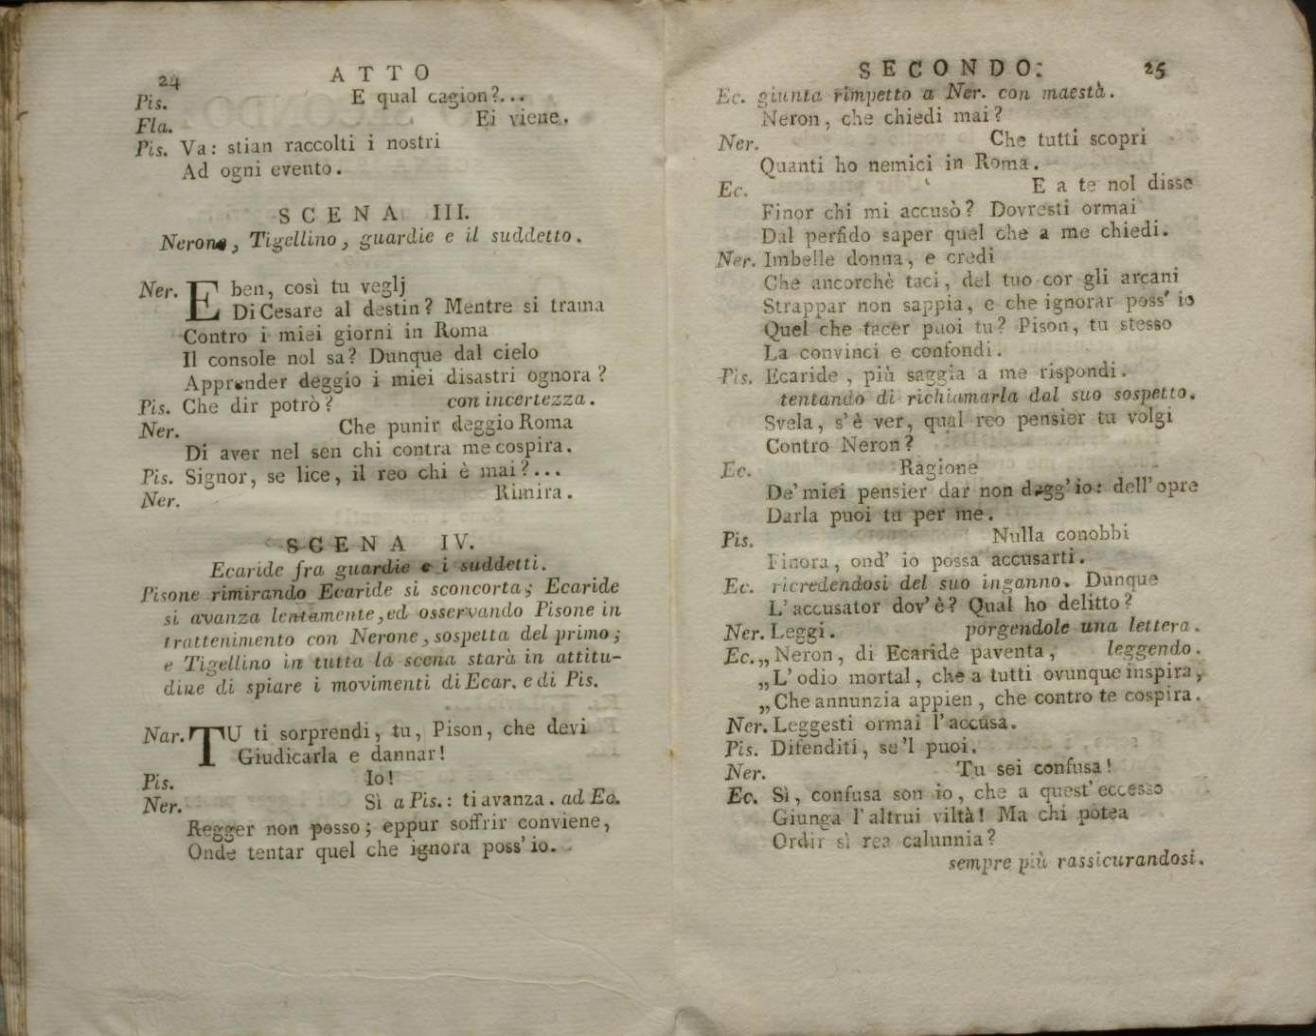 24 ATTO
Pis. E qual cagion?...
Fla. Ei viene.
Pis. Va: stian raccolti i nostri
Ad ogni evento.
SCENA III.
Nerone, Tigellino, guardie e il suddetto.
Ner. Eben, così tu veglj
Di Cesare al destin? Mentre si trama
Contro i miei giorni in Roma
Il console nol sa? Dunque dal cielo
Apprender deggio i miei disastri ognora?
Pis. Che dir potrò? con incertezza.
Ner. Che punir deggio Roma
Di aver nel sen chi contra me cospira.
Pis. Signor, se lice, il reo chi è mai?...
Ner. Rimira.
SCENA IV.
Ecaride fra guardie e i suddetti.
Pisone rimirando Ecaride si sconcorta; Ecaride
si avanza lentamente, ed osservando Pisone in
trattenimento con Nerone, sospetta del primo;
e Tigellino in tutta la scena starà in attitu-
dine di spiare i movimenti di Ecar. e di Pis.
Nar. TU ti sorprendi, tu, Pison, che devi
Giudicarla e dannar!
Pis. Io!
Ner. Sì a Pis.: ti avanza. ad Ec.
Regger non posso; eppur soffrir conviene,
Onde tentar quel che ignora poss' io.
SECONDO. 25
Ec. giunta rimpetto a Ner. con maestà.
Neron, che chiedi mai?
Ner. Che tutti scopri
Quanti ho nemici in Roma.
Ec. E a te nol disse
Finor chi mi accusò? Dovresti ormai
Dal perfido saper quel che a me chiedi.
Ner. Imbelle donna, e credi
Che ancorchè taci, del tuo cor gli arcani
Strappar non sappia, e che ignorar poss' io
Quel che tacer puoi tu? Pison, tu stesso
La convinci e confondi.
Pis. Ecaride, più saggia a me rispondi.
tentando di richiamarla dal suo sospetto.
Svela, s'è ver, qual reo pensier tu volgi
Contro Neron?
Ec. Ragione
De' miei pensier dar non degg' io: dell' opre
Darla puoi tu per me.
Pis. Nulla conobbi
Finora, ond' io possa accusarti.
Ec. ricredendosi del suo inganno. Dunque
L' accusator dov' è? Qual ho delitto?
Ner. Leggi. porgendole una lettera.
Ec. „Neron, di Ecaride paventa, leggendo.
„L' odio mortal, che a tutti ovunque inspira,
„Che annunzia appien, che contro te cospira.
Ner. Leggesti ormai l' accusa.
Pis. Difenditi, se 'l puoi.
Ner. Tu sei confusa!
Ec. Sì, confusa son io, che a quest' eccesso
Giunga l' altrui viltà! Ma chi potea
Ordir sì rea calunnia?
sempre più rassicurandosi.